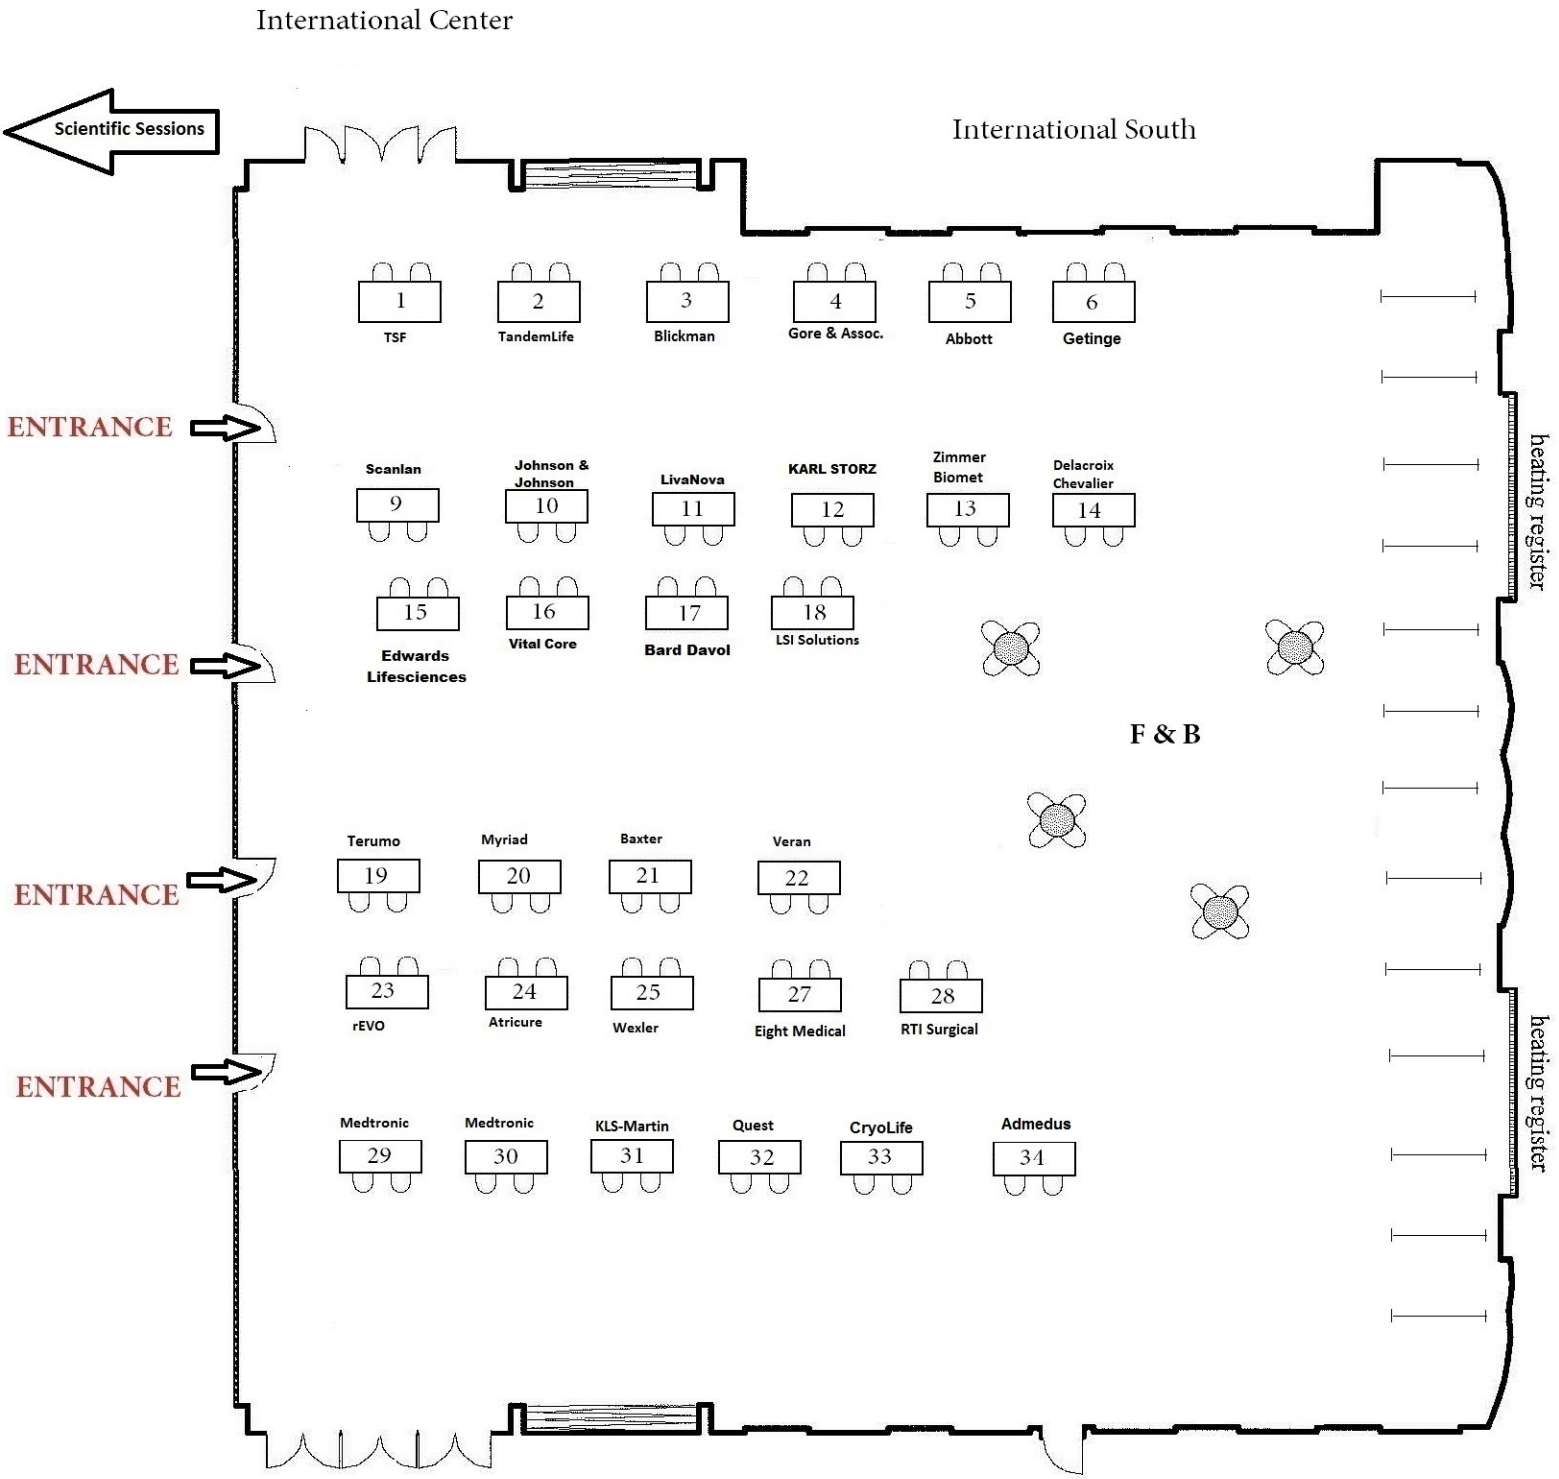 International Center
Scientific Sessions
International South
1
2
3
4
5
6
TSF
TandemLife
Blickman
Gore & Assoc.
Abbott
Getinge
ENTRANCE
heating register
Scanlan
Johnson &
Johnson
LivaNova
KARL STORZ
Zimmer
Biomet
Delacroix
Chevalier
9
10
11
12
13
14
15
16
17
18
Edwards
Lifesciences
Vital Core
Bard Davol
LSI Solutions
ENTRANCE
F & B
Terumo
Myriad
Baxter
Veran
19
20
21
22
ENTRANCE
23
24
25
27
28
rEVO
Atricure
Wexler
Eight Medical
RTI Surgical
ENTRANCE
heating register
Medtronic
Medtronic
KLS-Martin
Quest
CryoLife
Admedus
29
30
31
32
33
34